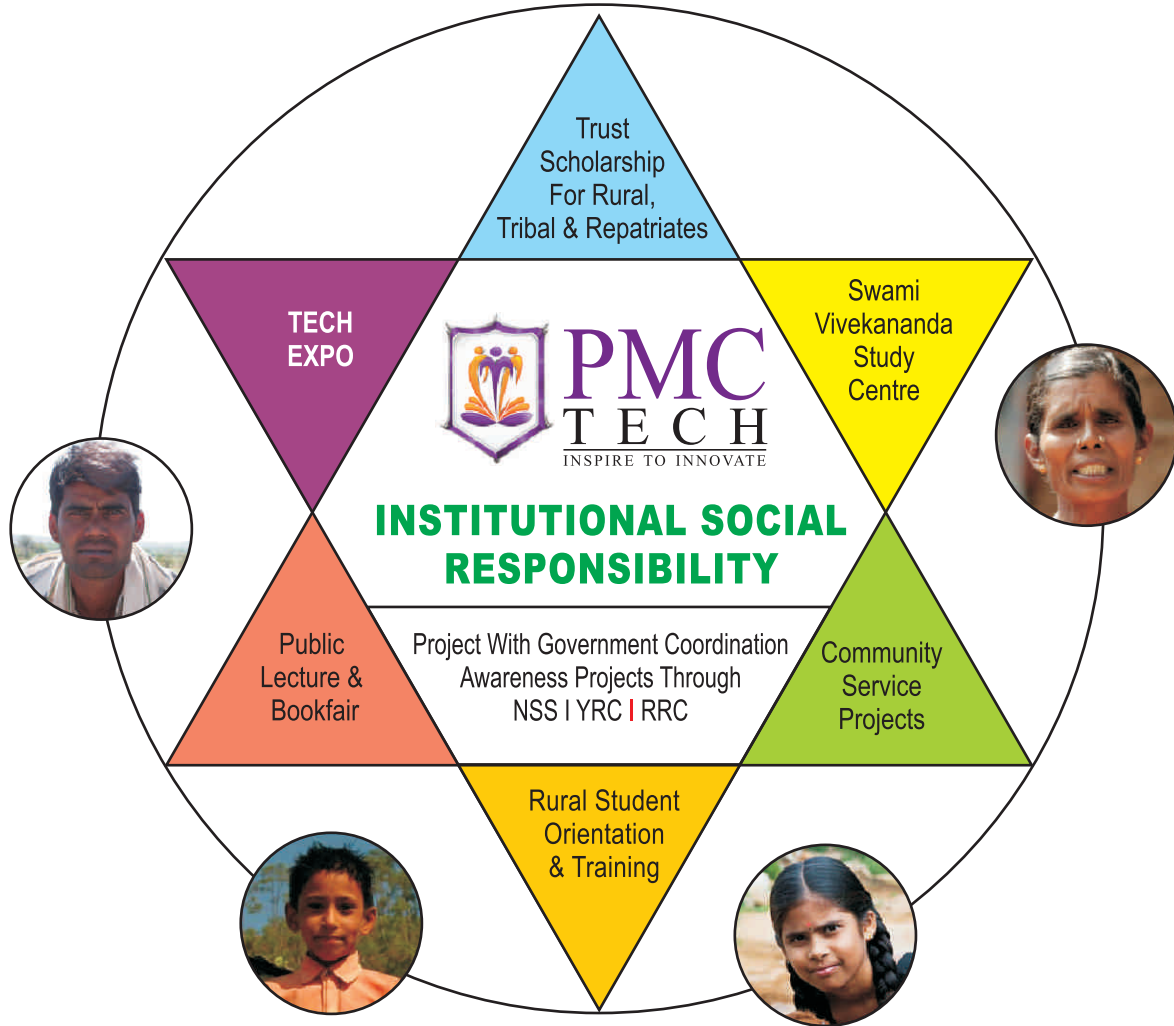 Trust
Scholarship
For Rural,
Tribal & Repatriates
TECH
EXPO
PMC
TECH
INSPIRE TO INNOVATE
Swami
Vivekananda
Study
Centre
INSTITUTIONAL SOCIAL
RESPONSIBILITY
Public
Lecture &
Bookfair
Project With Government Coordination
Awareness Projects Through
NSS I YRC I RRC
Community
Service
Projects
Rural Student
Orientation
& Training